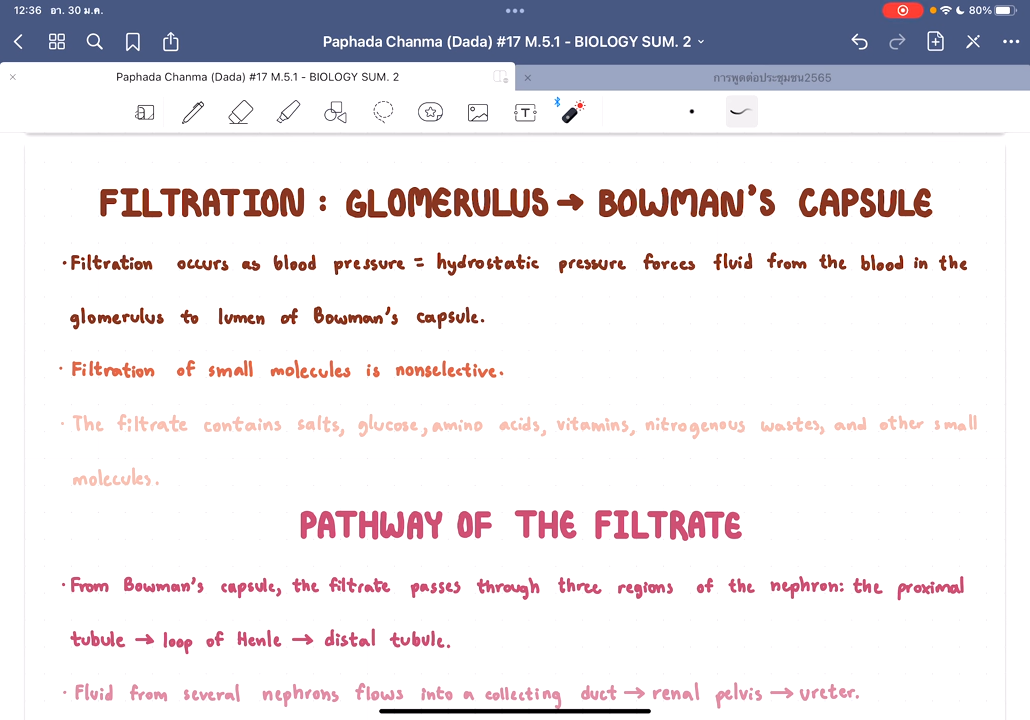 12:36 อา. 30 ม.ค.
80%
Paphada Chanma (Dada) #17 M.5.1 - BIOLOGY SUM. 2
Paphada Chanma (Dada) #17 M.5.1 - BIOLOGY SUM. 2
การพูดต่อประชุมชน2565
FILTRATION : GLOMERULUS → BOWMAN'S CAPSULE
· Filtration occurs as blood pressure = hydrostatic pressure forces fluid from the blood in the
glomerulus to lumen of Bowman's capsule.
· Filtration of small molecules is nonselective.
· The filtrate contains salts, glucose, amino acids, vitamins, nitrogenous wastes, and other small
molecules.
PATHWAY OF THE FILTRATE
· From Bowman's capsule, the filtrate passes through three regions of the nephron: the proximal
tubule → loop of Henle → distal tubule.
· Fluid from several nephrons flows into a collecting duct → renal pelvis → ureter.